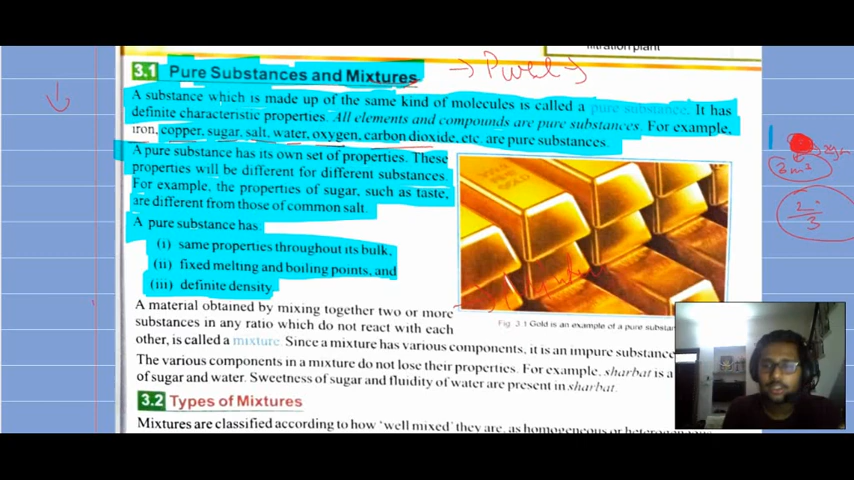 filtration plant
3.1 Pure Substances and Mixtures
A substance which is made up of the same kind of molecules is called a pure substance. It has
definite characteristic properties. All elements and compounds are pure substances. For example,
iron, copper, sugar, salt, water, oxygen, carbon dioxide, etc. are pure substances.
A pure substance has its own set of properties. These
properties will be different for different substances.
For example, the properties of sugar, such as taste,
are different from those of common salt.
A pure substance has
(i) same properties throughout its bulk,
(ii) fixed melting and boiling points, and
(iii) definite density.
Fig. 3.1 Gold is an example of a pure substan
A material obtained by mixing together two or more
substances in any ratio which do not react with each
other, is called a mixture. Since a mixture has various components, it is an impure substance
The various components in a mixture do not lose their properties. For example, sharbat is a
of sugar and water. Sweetness of sugar and fluidity of water are present in sharbat.
3.2 Types of Mixtures
Mixtures are classified according to how 'well mixed' they are, as homogeneous or